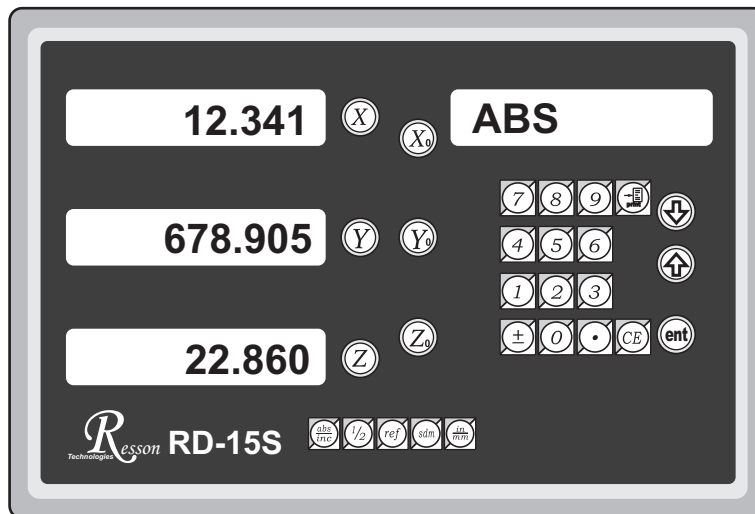 12.341 X X₀ ABS
7 8 9 print
678.905 Y Y₀ 4 5 6
1 2 3
22.860 Z Z₀ ± 0 • CE ent
Resson Technologies RD-15S abs/inc 1/2 ref sdm in/mm